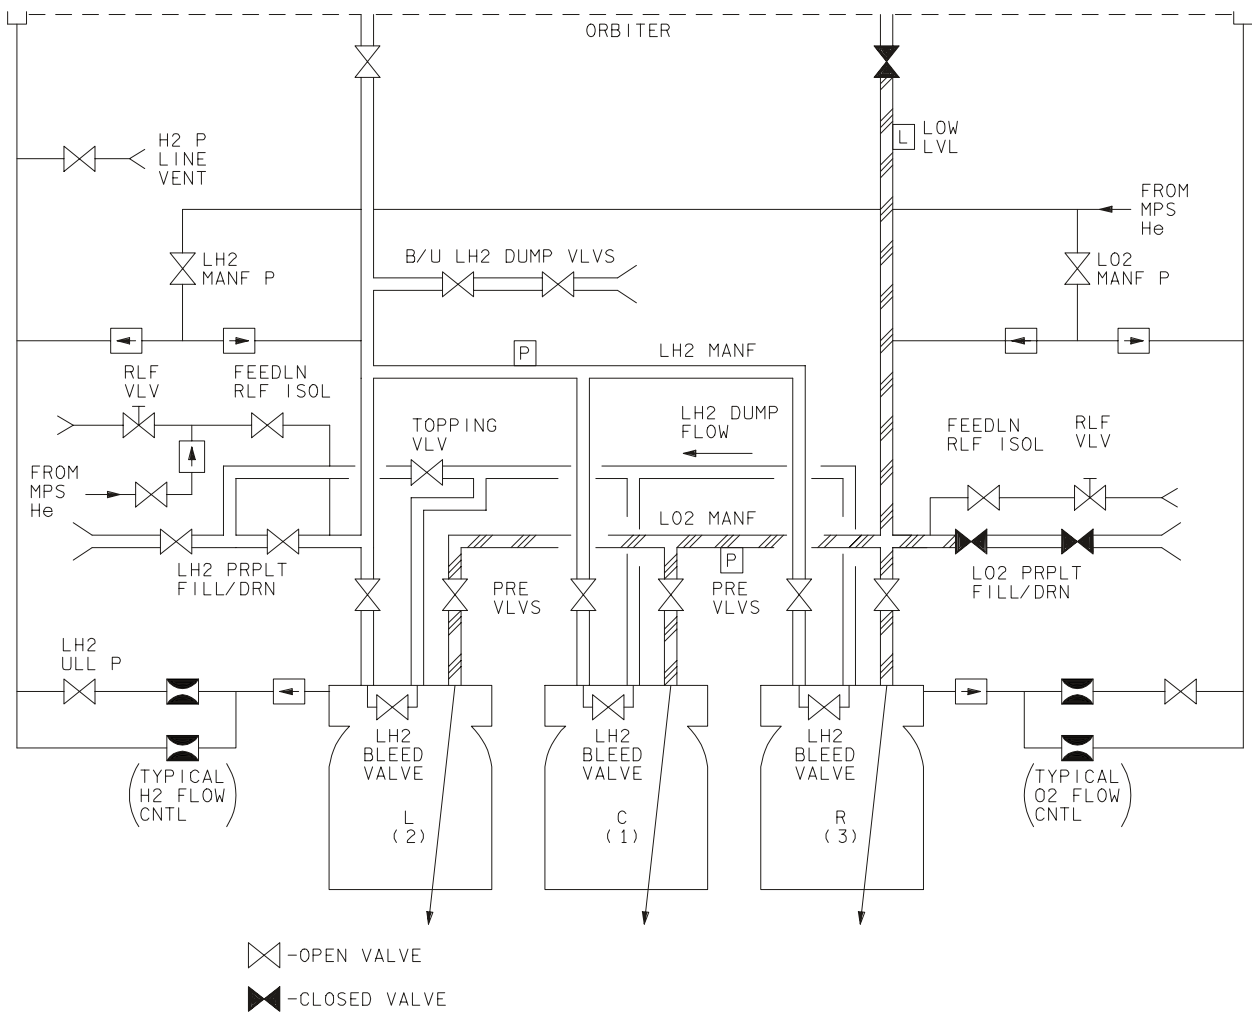 ORBITER
H2 P
LINE
VENT
L
LOW
LVL
FROM
MPS
He
B/U LH2 DUMP VLVS
LH2
MANF P
LO2
MANF P
P
LH2 MANF
RLF
VLV
FEEDLN
RLF ISOL
TOPPING
VLV
LH2 DUMP
FLOW
FEEDLN
RLF ISOL
RLF
VLV
FROM
MPS
He
LO2 MANF
P
LH2 PRPLT
FILL/DRN
PRE
VLVS
PRE
VLVS
LO2 PRPLT
FILL/DRN
LH2
ULL P
LH2
BLEED
VALVE
LH2
BLEED
VALVE
LH2
BLEED
VALVE
(TYPICAL
H2 FLOW
CNTL)
(TYPICAL
O2 FLOW
CNTL)
L
(2)
C
(1)
R
(3)
-OPEN VALVE
-CLOSED VALVE